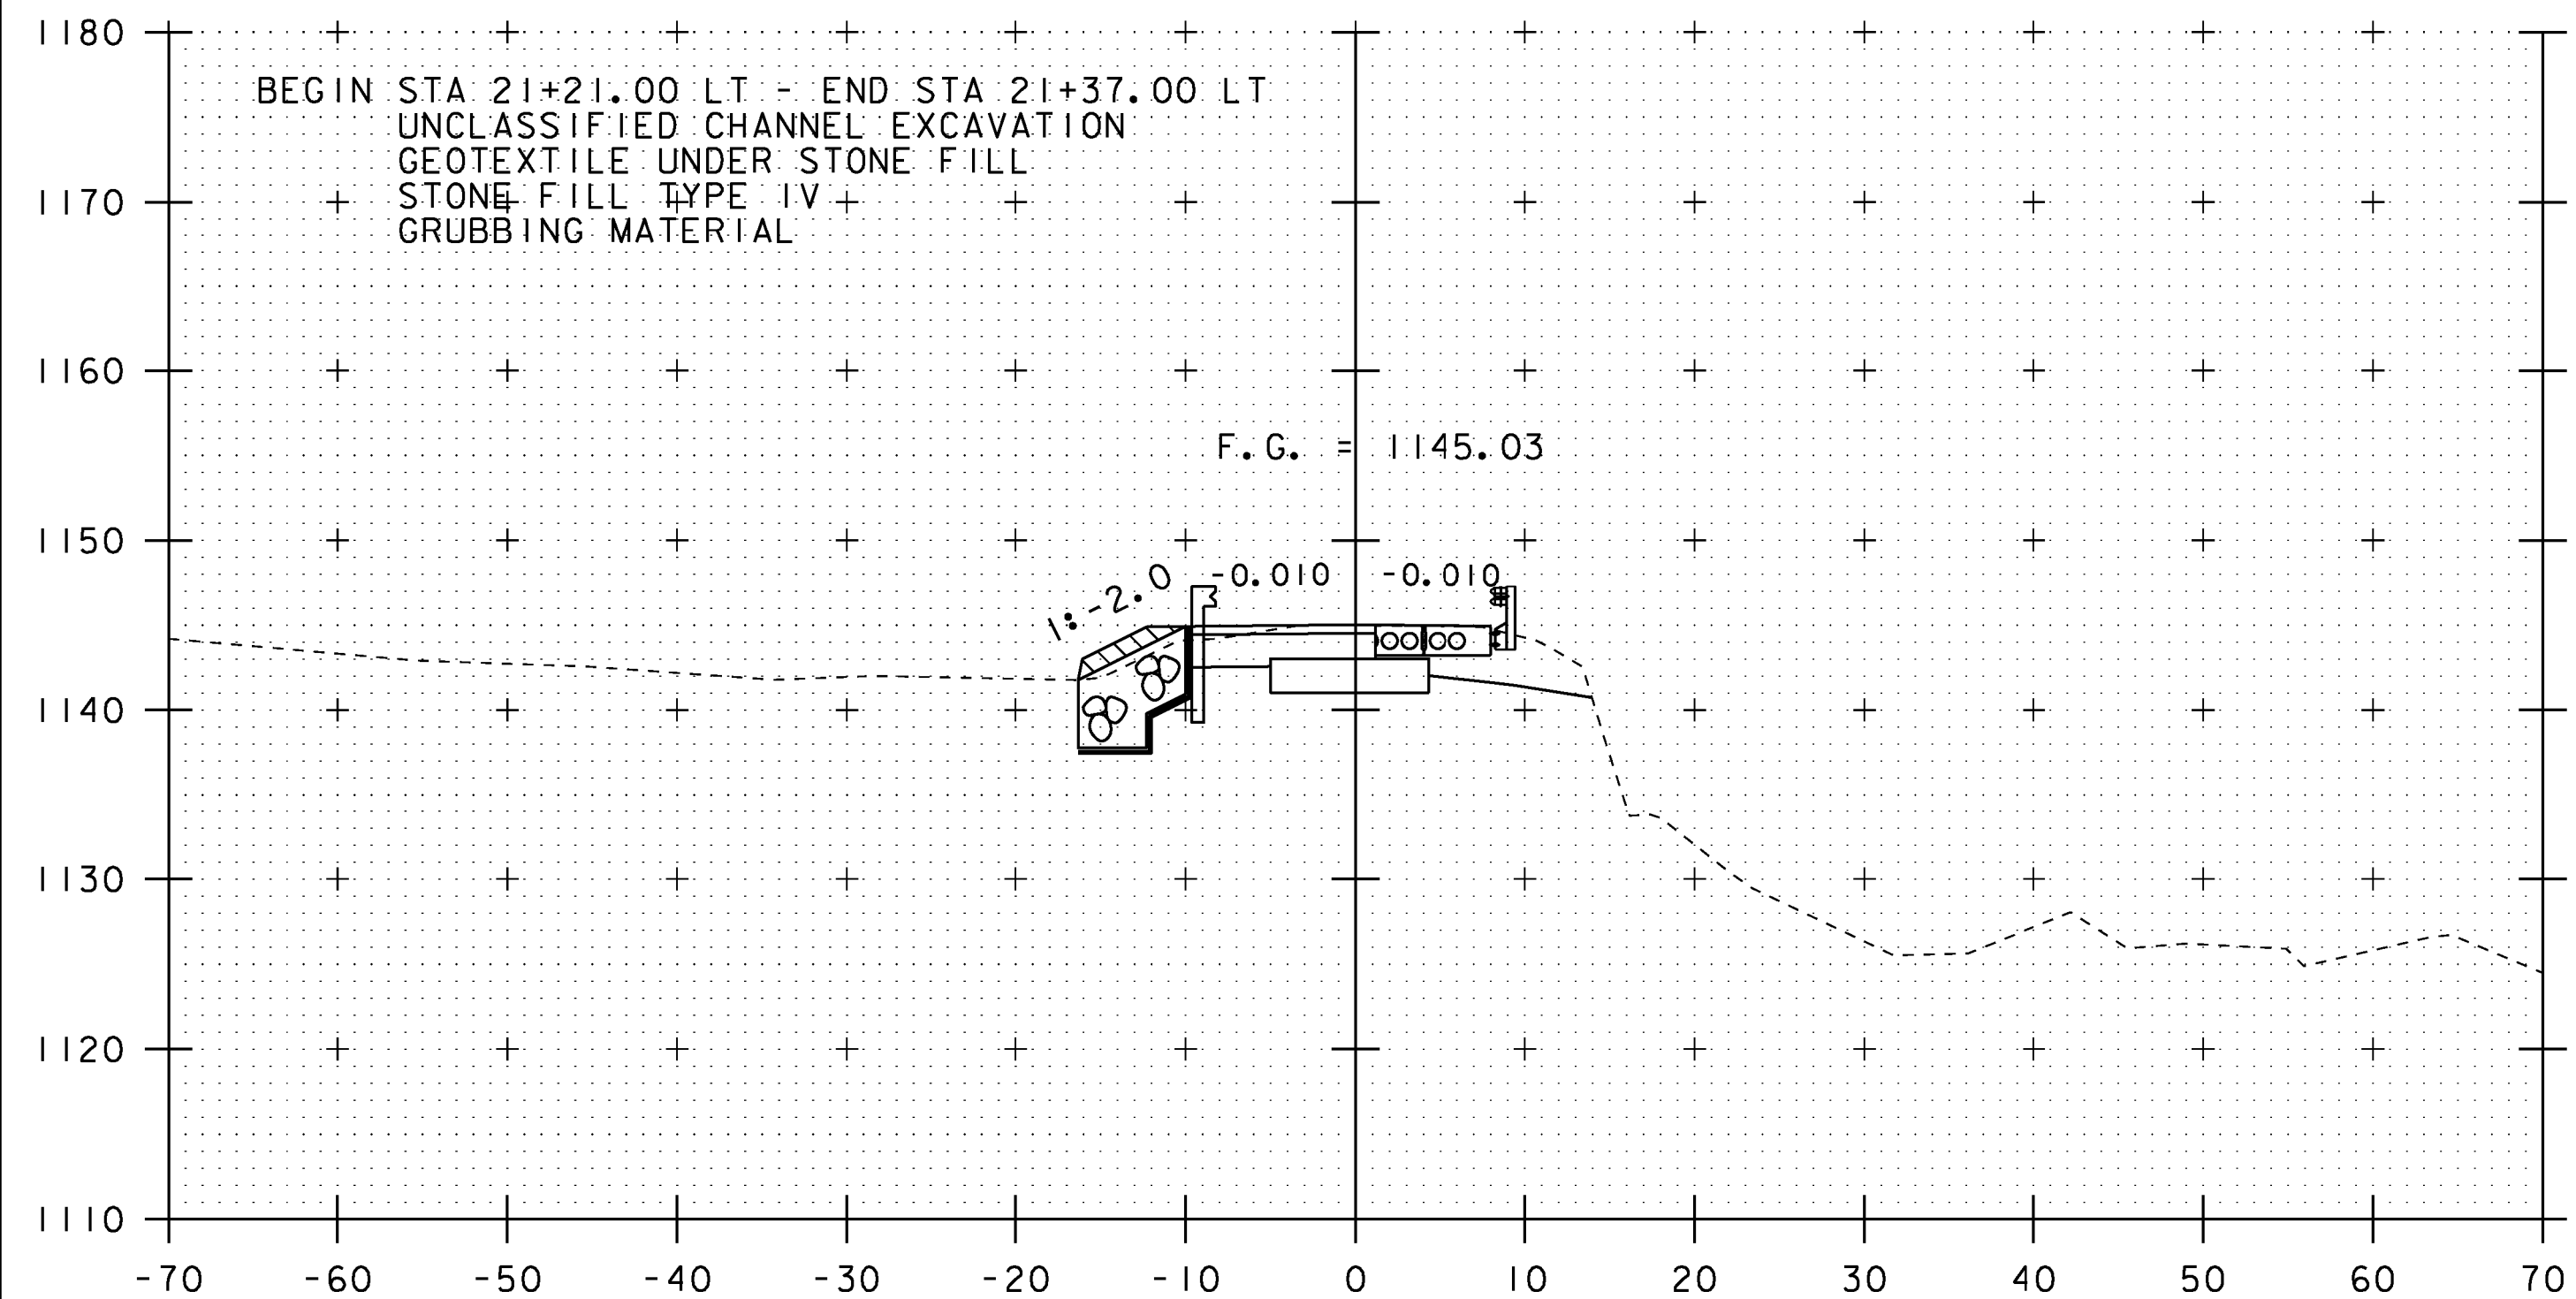 1180
BEGIN STA 21+21.00 LT - END STA 21+37.00 LT
UNCLASSIFIED CHANNEL EXCAVATION
GEOTEXTILE UNDER STONE FILL
STONE FILL TYPE IV
1170
GRUBBING MATERIAL
1160
F.G. = 1145.03
1150
1:-2.0 -0.010 -0.010
1140
1130
1120
1110
-70 -60 -50 -40 -30 -20 -10 0 10 20 30 40 50 60 70